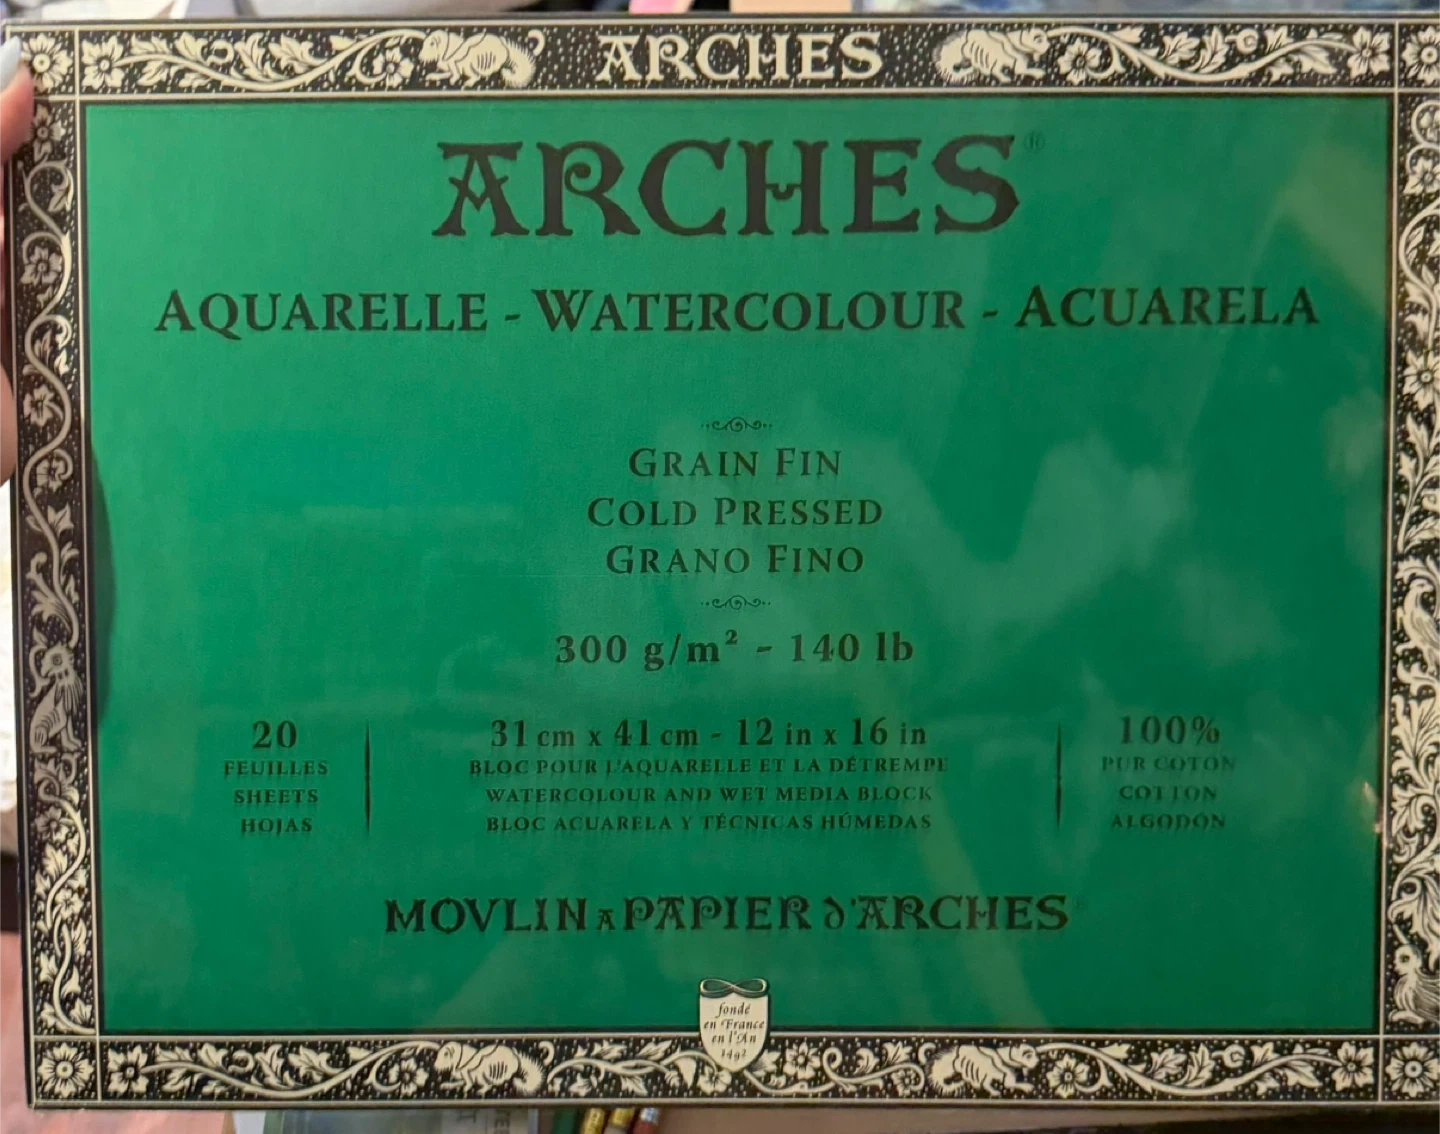 ARCHES
ARCHES®
AQUARELLE - WATERCOLOUR - ACUARELA
GRAIN FIN
COLD PRESSED
GRANO FINO
300 g/m² - 140 lb
20
FEUILLES
SHEETS
HOJAS
31 cm x 41 cm - 12 in x 16 in
BLOC POUR L'AQUARELLE ET LA DÉTREMPE
WATERCOLOUR AND WET MEDIA BLOCK
BLOC ACUARELA Y TÉCNICAS HÚMEDAS
100%
PUR COTON
COTTON
ALGODÓN
MOVLIN A PAPIER D'ARCHES®
fondé
en France
en l'An
1492